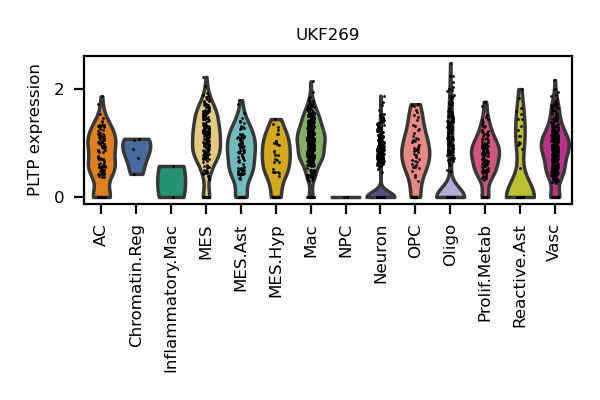 UKF269
PLTP expression
2
0
AC
Chromatin.Reg
Inflammatory.Mac
MES
MES.Ast
MES.Hyp
Mac
NPC
Neuron
OPC
Oligo
Prolif.Metab
Reactive.Ast
Vasc